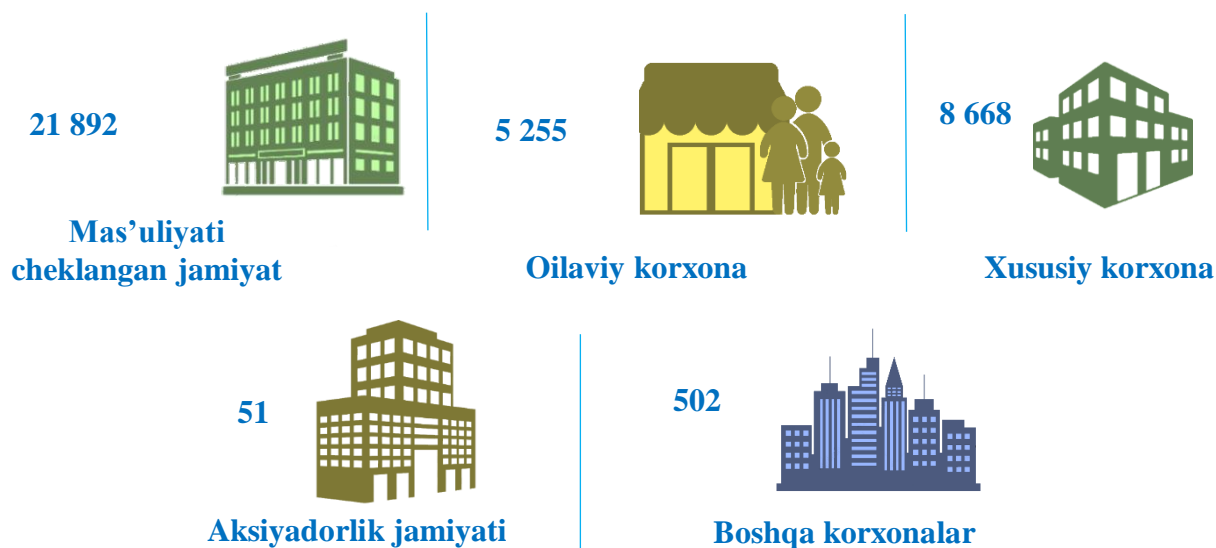 21 892
Mas’uliyati
cheklangan jamiyat
5 255
Oilaviy korxona
8 668
Xususiy korxona
51
Aksiyadorlik jamiyati
502
Boshqa korxonalar